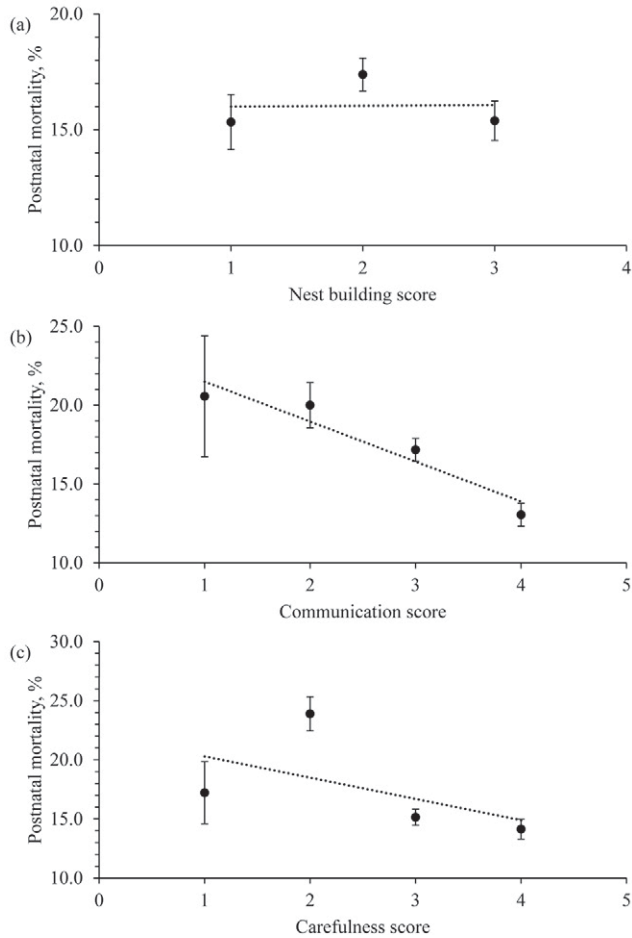 (a)
20.0
15.0
10.0
Postnatal mortality, %
0 1 2 3 4
Nest building score
(b)
25.0
20.0
15.0
10.0
Postnatal mortality, %
0 1 2 3 4 5
Communication score
(c)
30.0
25.0
20.0
15.0
10.0
Postnatal mortality, %
0 1 2 3 4 5
Carefulness score